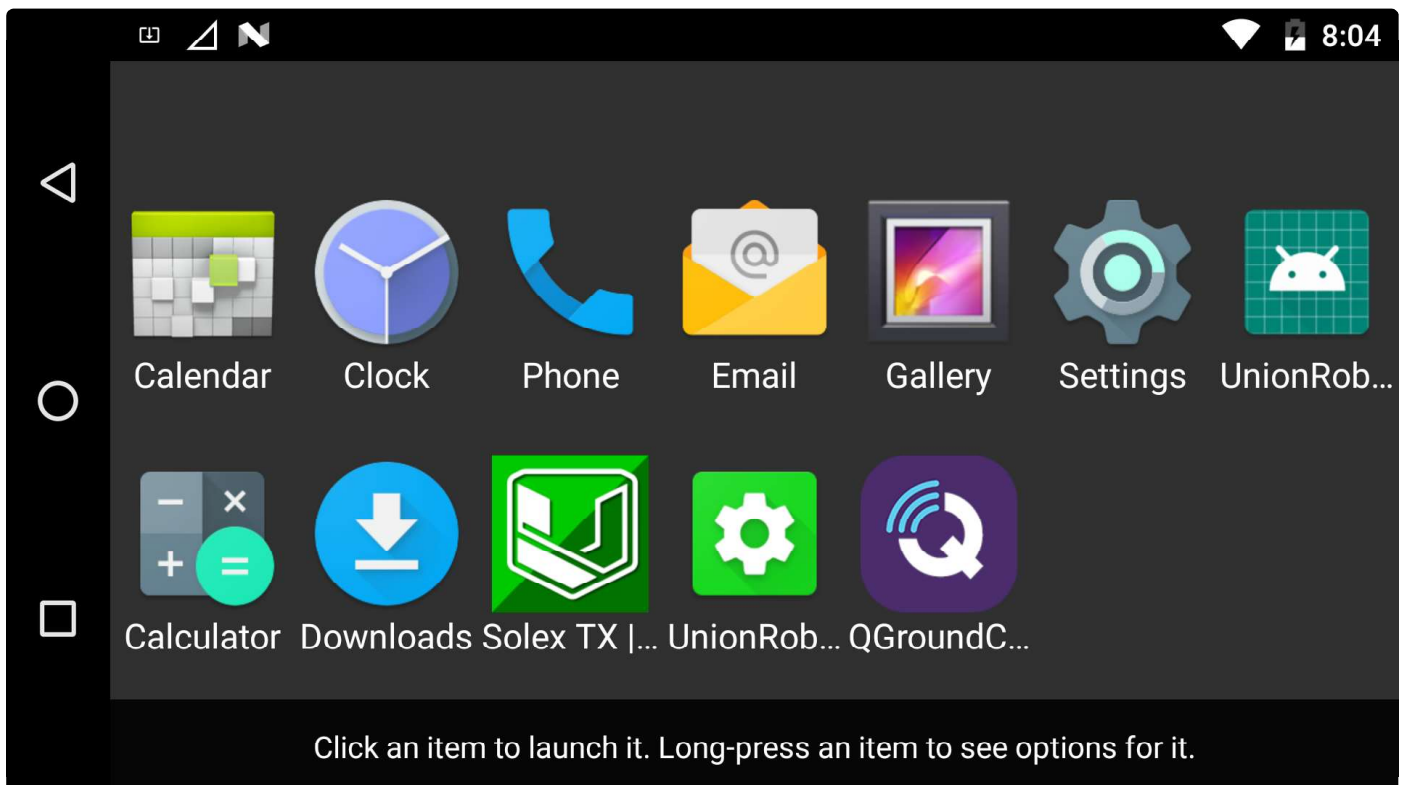 8:04
Calendar Clock Phone Email Gallery Settings UnionRob...
Calculator Downloads Solex TX |... UnionRob... QGroundC...
Click an item to launch it. Long-press an item to see options for it.